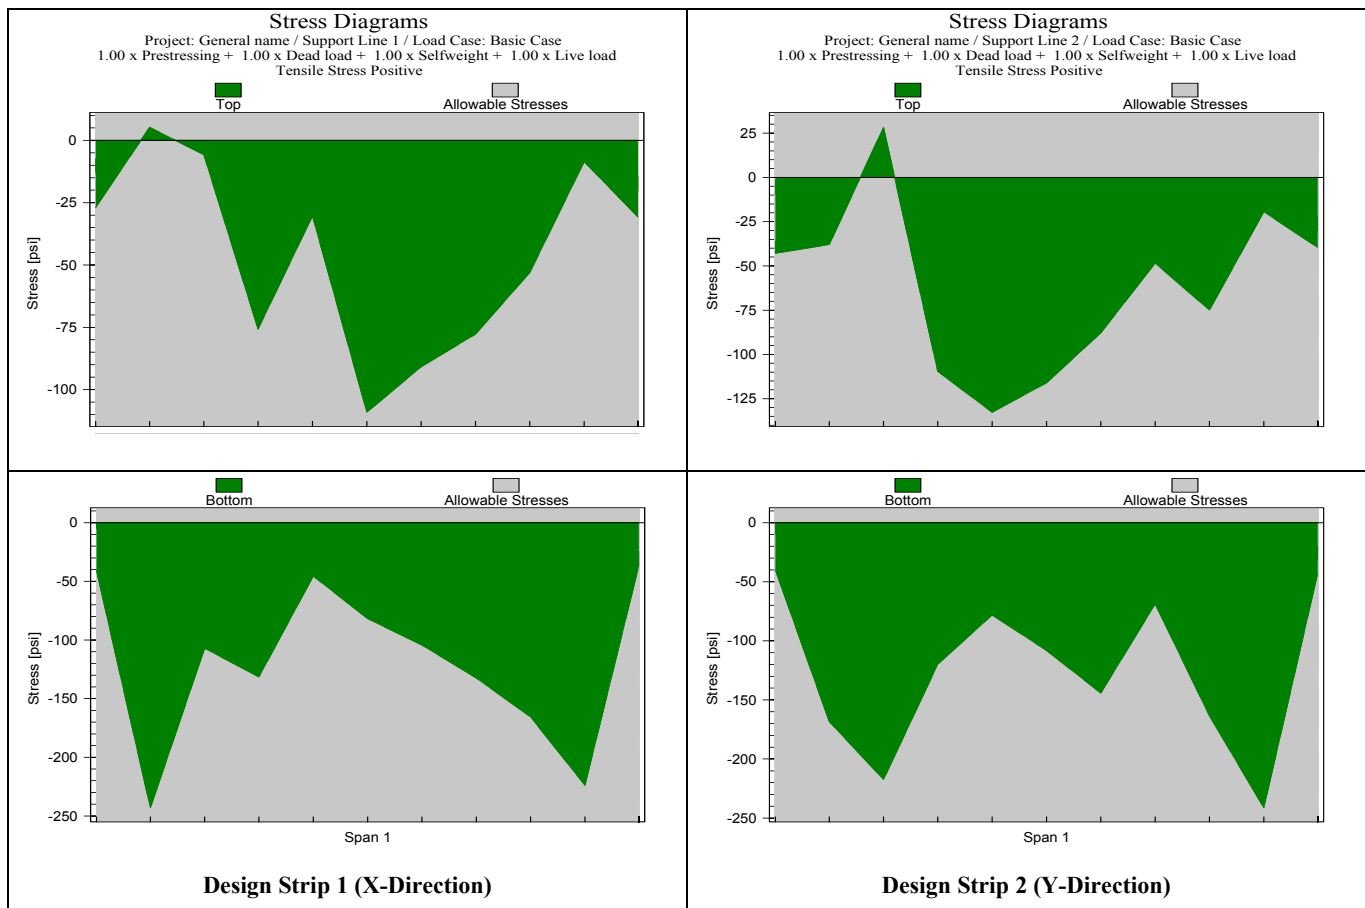 Stress Diagrams
Project: General name / Support Line 1 / Load Case: Basic Case
1.00 x Prestressing + 1.00 x Dead load + 1.00 x Selfweight + 1.00 x Live load
Tensile Stress Positive
Top
Allowable Stresses
0
-25
-50
-75
-100
Stress [psi]
Stress Diagrams
Project: General name / Support Line 2 / Load Case: Basic Case
1.00 x Prestressing + 1.00 x Dead load + 1.00 x Selfweight + 1.00 x Live load
Tensile Stress Positive
Top
Allowable Stresses
25
0
-25
-50
-75
-100
-125
Stress [psi]
Bottom
Allowable Stresses
0
-50
-100
-150
-200
-250
Stress [psi]
Span 1
Design Strip 1 (X-Direction)
Bottom
Allowable Stresses
0
-50
-100
-150
-200
-250
Stress [psi]
Span 1
Design Strip 2 (Y-Direction)